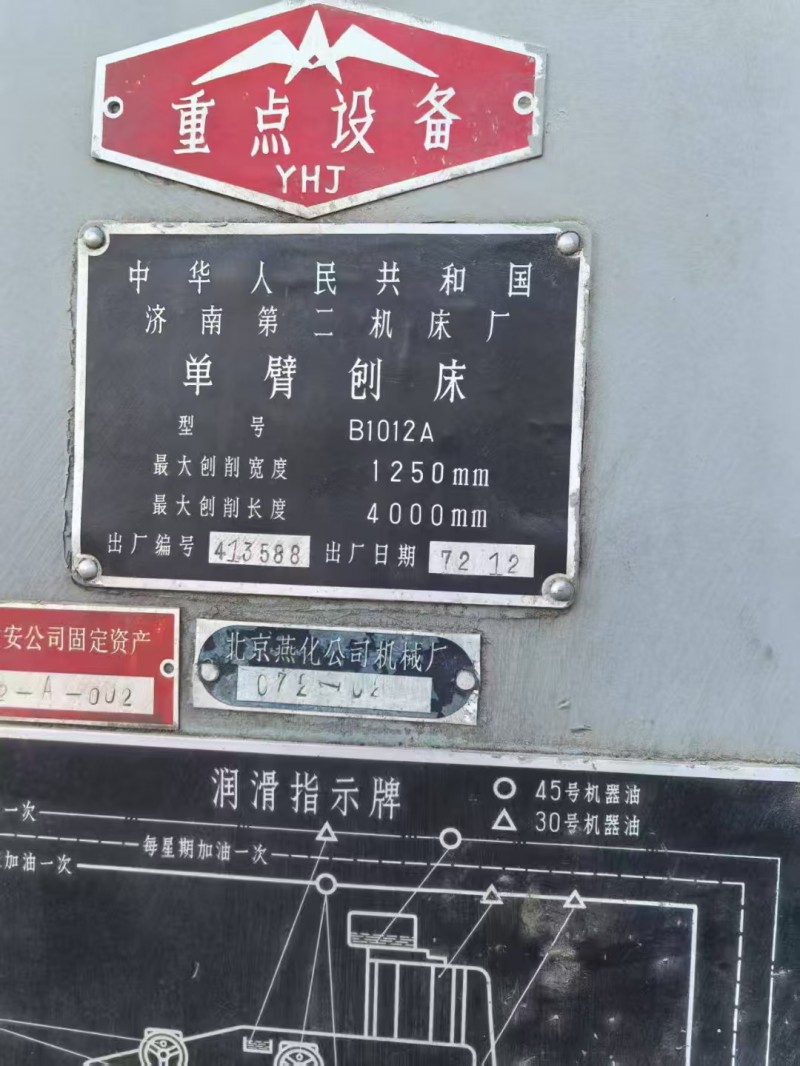 重点设备
YHJ
中华人民共和国
济南第二机床厂
单臂刨床
型号 B1012A
最大刨削宽度 1250mm
最大刨削长度 4000mm
出厂编号 413588 出厂日期 72 12
安公司固定资产
-A-002
北京燕化公司机械厂
润滑指示牌
45号机器油
30号机器油
一次
每星期加油一次
加油一次